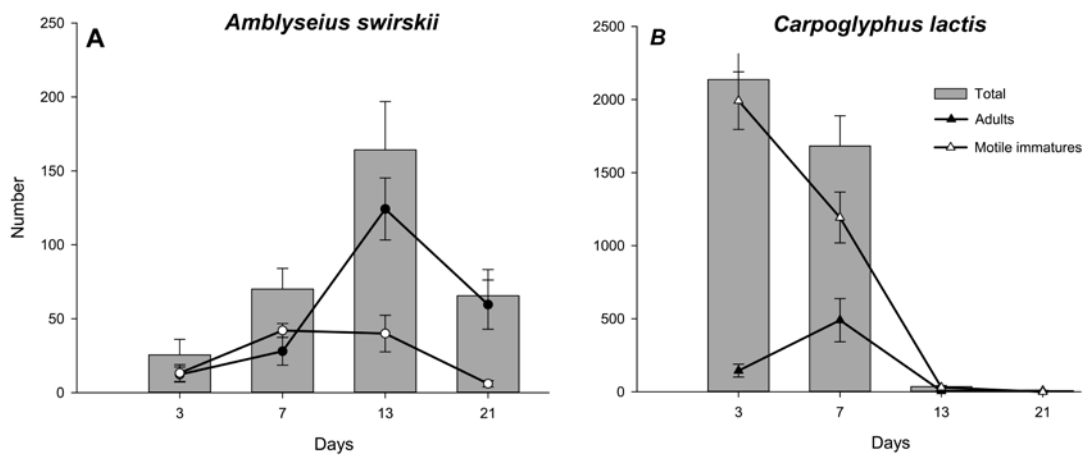 Amblyseius swirskii
A
250
200
150
100
50
0
Number
3 7 13 21
Days
Carpoglyphus lactis
B
2500
2000
1500
1000
500
0
Total
Adults
Motile immatures
3 7 13 21
Days